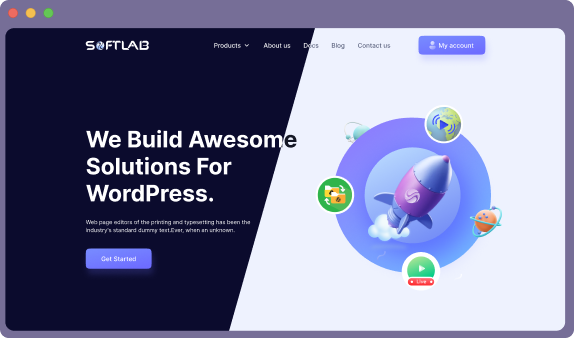 SOFTLAB
Products About us Docs Blog Contact us My account
We Build Awesome
Solutions For
WordPress.
Web page editors of the printing and typesetting has been the
industry's standard dummy text.Ever, when an unknown.
Get Started
LIVE